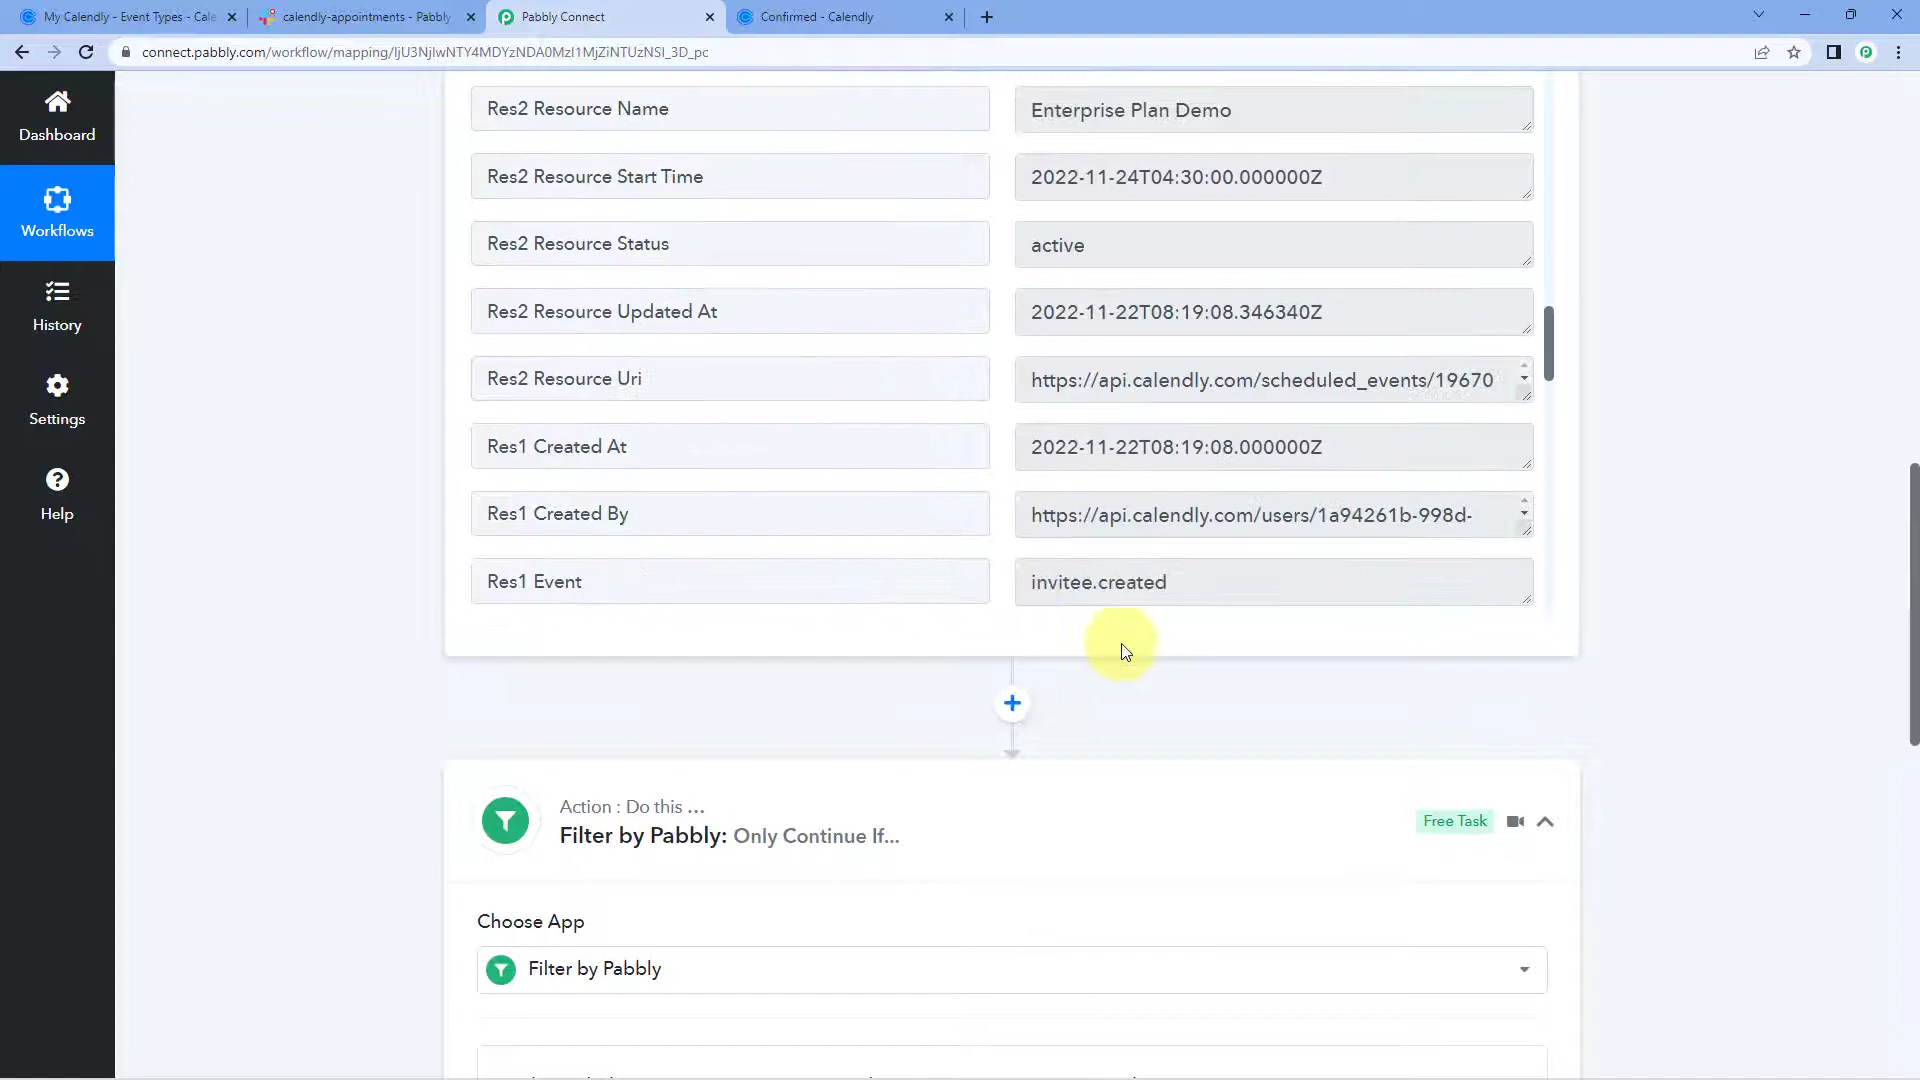 My Calendly - Event Types - Cale
calendly-appointments - Pabbly
Pabbly Connect
Confirmed - Calendly
connect.pabbly.com/workflow/mapping/IjU3NjIwNTY4MDYzNDA0MzI1MjZiNTUzNSI_3D_pc
Dashboard
Workflows
History
Settings
Help
Res2 Resource Name
Enterprise Plan Demo
Res2 Resource Start Time
2022-11-24T04:30:00.000000Z
Res2 Resource Status
active
Res2 Resource Updated At
2022-11-22T08:19:08.346340Z
Res2 Resource Uri
https://api.calendly.com/scheduled_events/19670
Res1 Created At
2022-11-22T08:19:08.000000Z
Res1 Created By
https://api.calendly.com/users/1a94261b-998d-
Res1 Event
invitee.created
Action : Do this ...
Filter by Pabbly: Only Continue If...
Free Task
Choose App
Filter by Pabbly